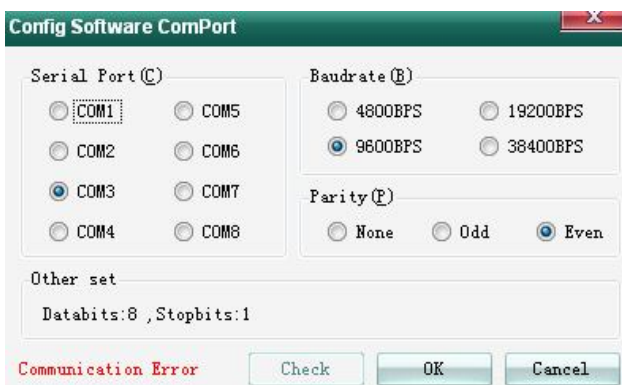 Config Software ComPort
Serial Port(C)
COM1
COM5
COM2
COM6
COM3
COM7
COM4
COM8
Baudrate(B)
4800BPS
19200BPS
9600BPS
38400BPS
Parity(P)
None
Odd
Even
Other set
Databits:8 ,Stopbits:1
Communication Error
Check
OK
Cancel